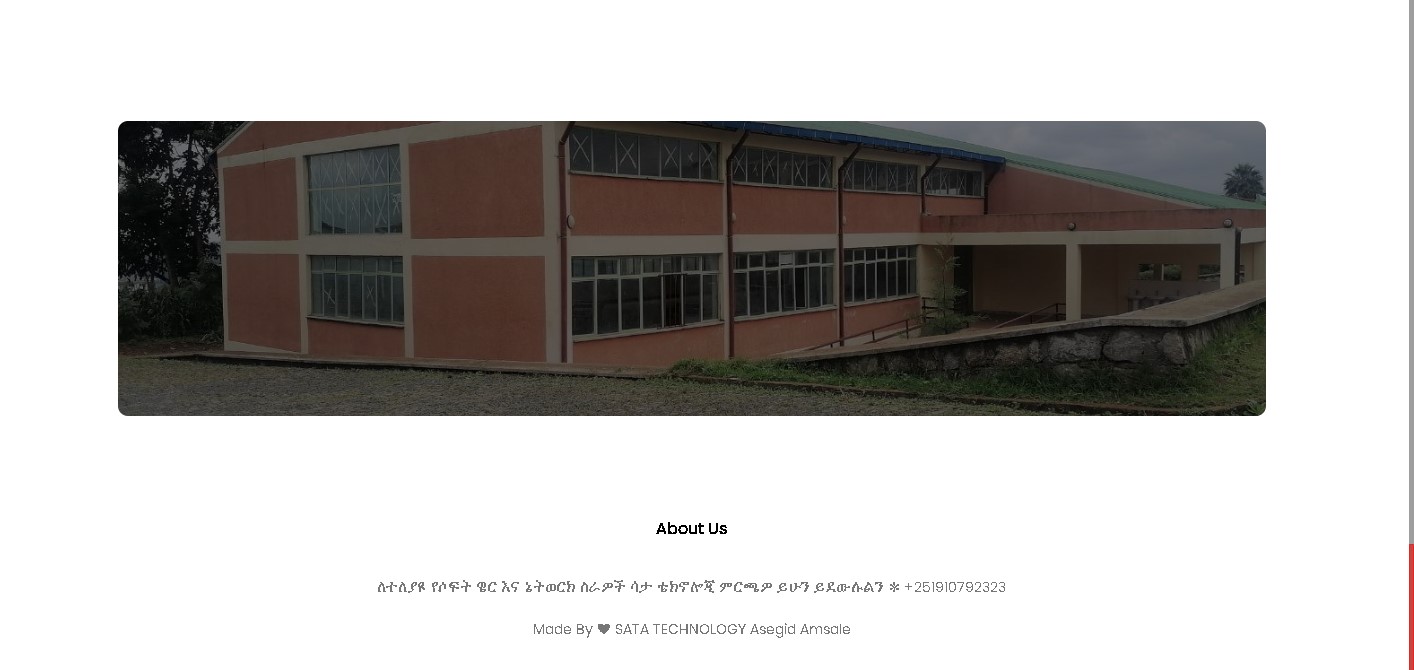 About Us
ለተለያዩ የሶፍት ዌር እና ኔትወርክ ስራዎች ሳታ ቴክኖሎጂ ምርጫዎ ይሁን ይደውሉልን ✻ +251910792323
Made By ♥ SATA TECHNOLOGY Asegid Amsale